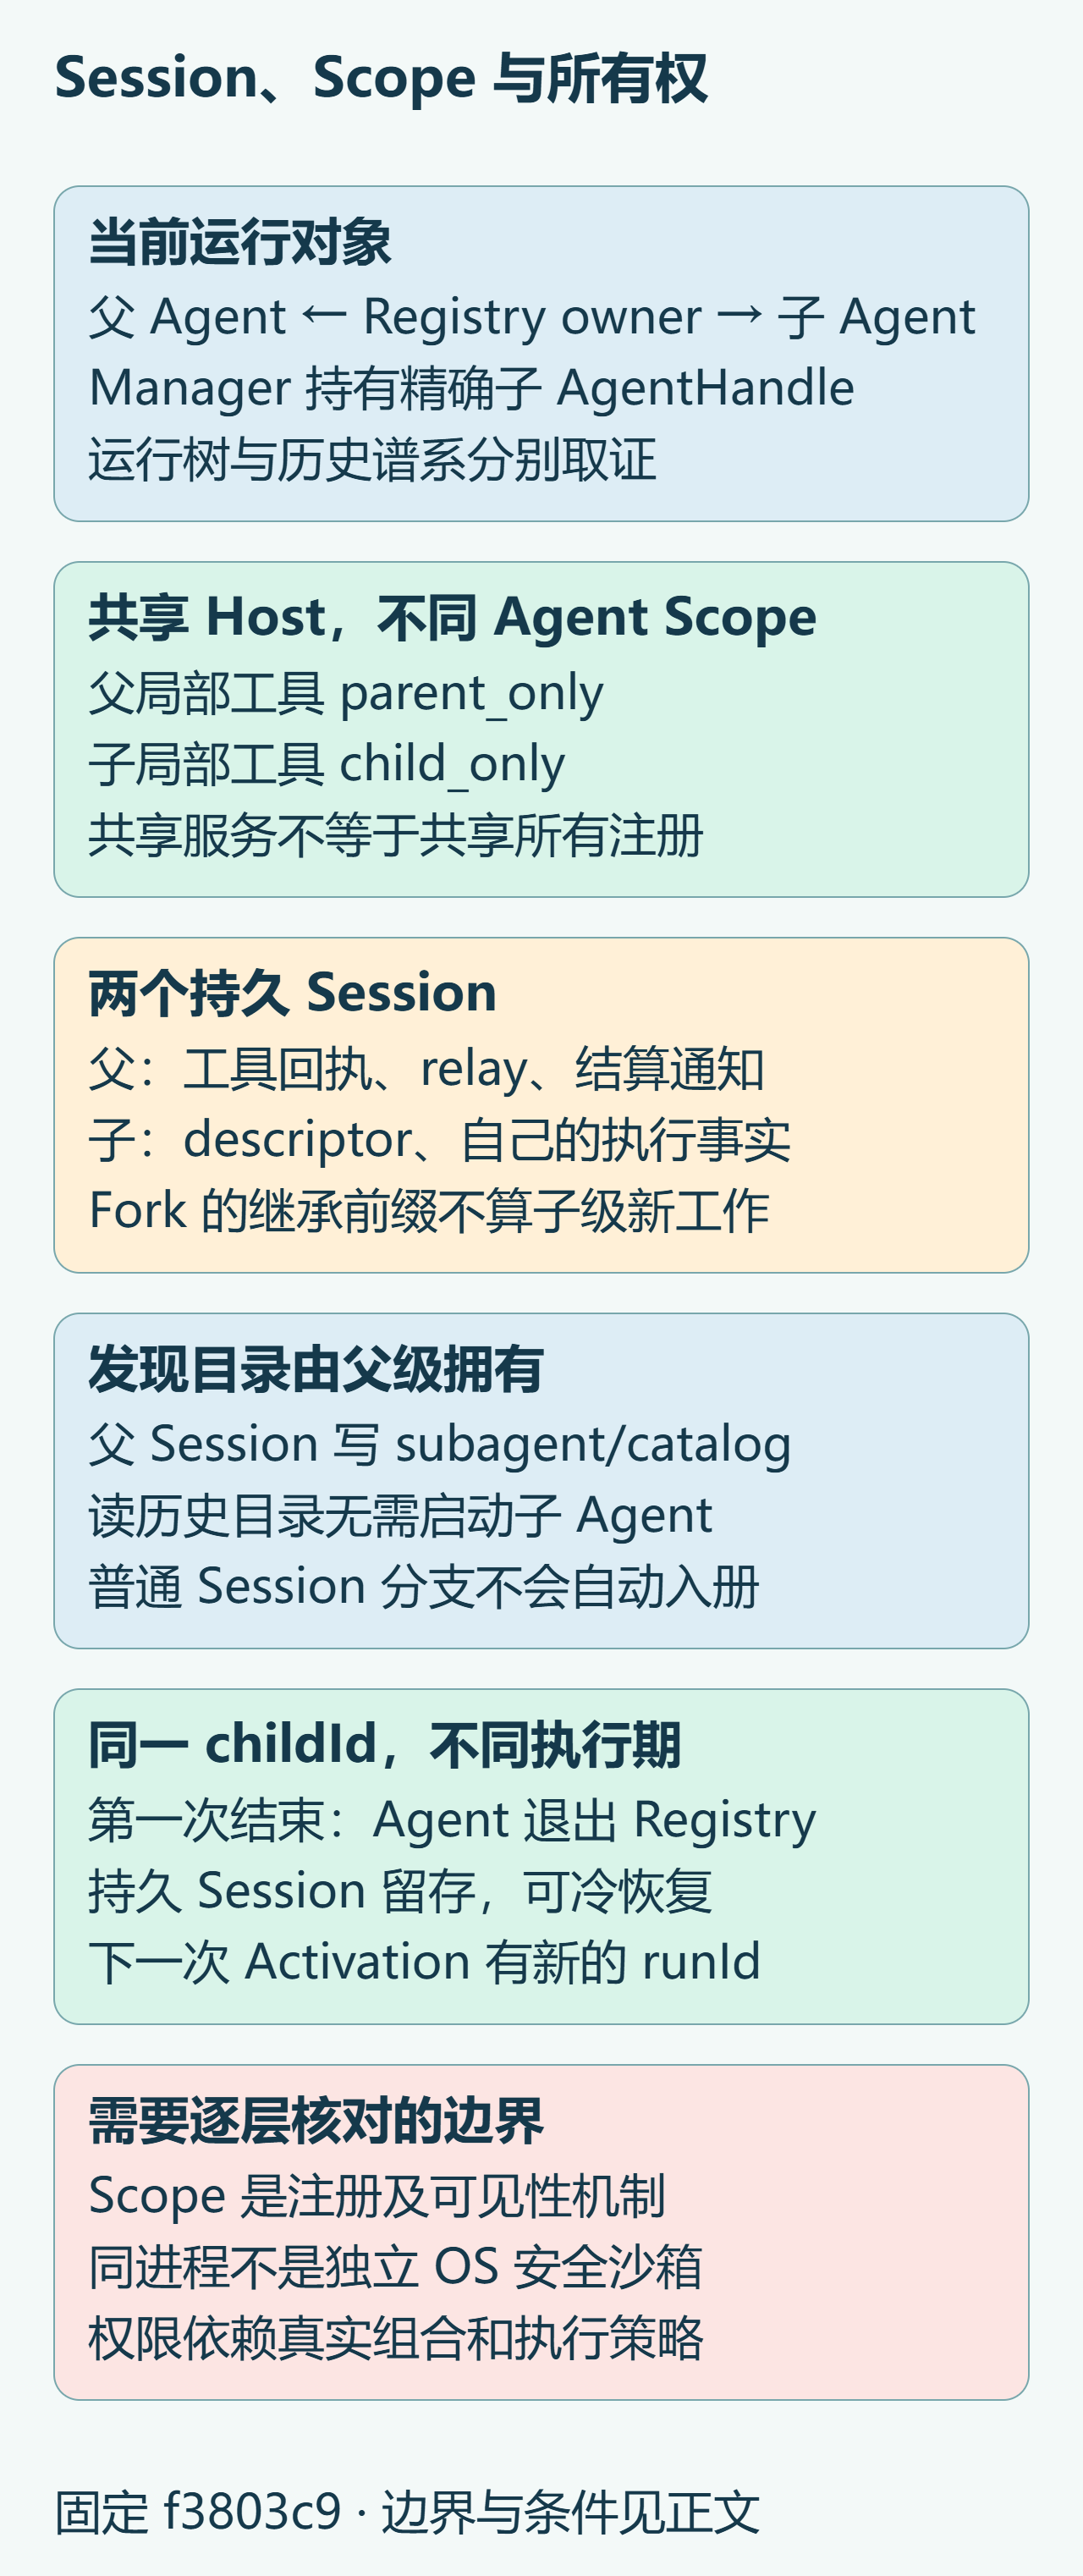 Session、Scope 与所有权
当前运行对象
父 Agent ← Registry owner → 子 Agent
Manager 持有精确子 AgentHandle
运行树与历史谱系分别取证
共享 Host，不同 Agent Scope
父局部工具 parent_only
子局部工具 child_only
共享服务不等于共享所有注册
两个持久 Session
父：工具回执、relay、结算通知
子：descriptor、自己的执行事实
Fork 的继承前缀不算子级新工作
发现目录由父级拥有
父 Session 写 subagent/catalog
读历史目录无需启动子 Agent
普通 Session 分支不会自动入册
同一 childId，不同执行期
第一次结束：Agent 退出 Registry
持久 Session 留存，可冷恢复
下一次 Activation 有新的 runId
需要逐层核对的边界
Scope 是注册及可见性机制
同进程不是独立 OS 安全沙箱
权限依赖真实组合和执行策略
固定 f3803c9 · 边界与条件见正文